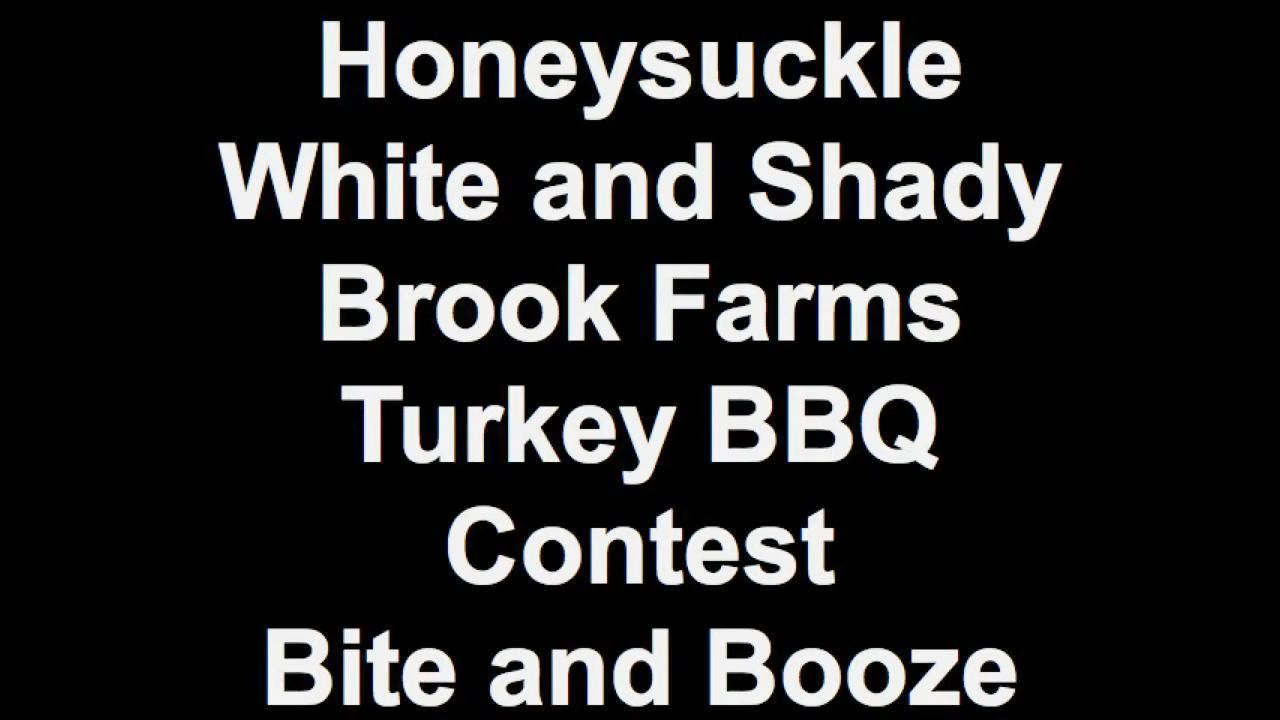 Honeysuckle
White and Shady
Brook Farms
Turkey BBQ
Contest
Bite and Booze